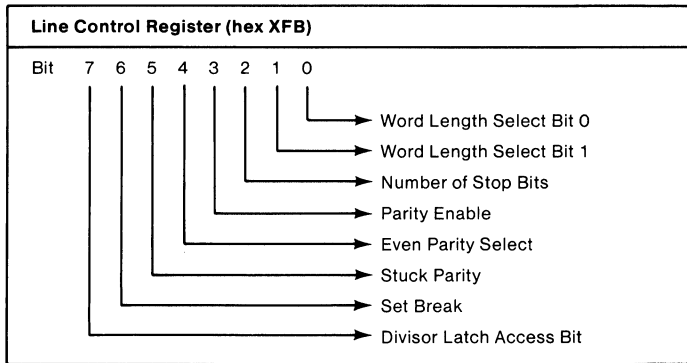 Line Control Register (hex XFB)
Bit 7 6 5 4 3 2 1 0
Word Length Select Bit 0
Word Length Select Bit 1
Number of Stop Bits
Parity Enable
Even Parity Select
Stuck Parity
Set Break
Divisor Latch Access Bit